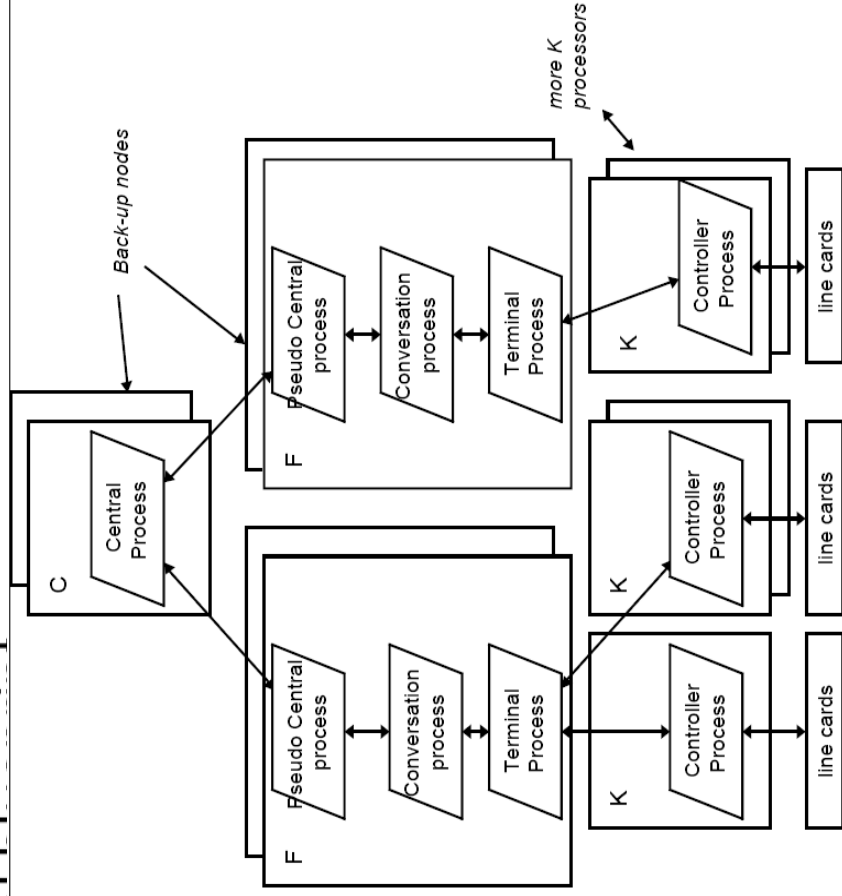 C
Central
Process
Back-up nodes
F
Pseudo Central
process
Conversation
process
Terminal
Process
F
Pseudo Central
process
Conversation
process
Terminal
Process
more K
processors
K
Controller
Process
K
Controller
Process
K
Controller
Process
line cards
line cards
line cards